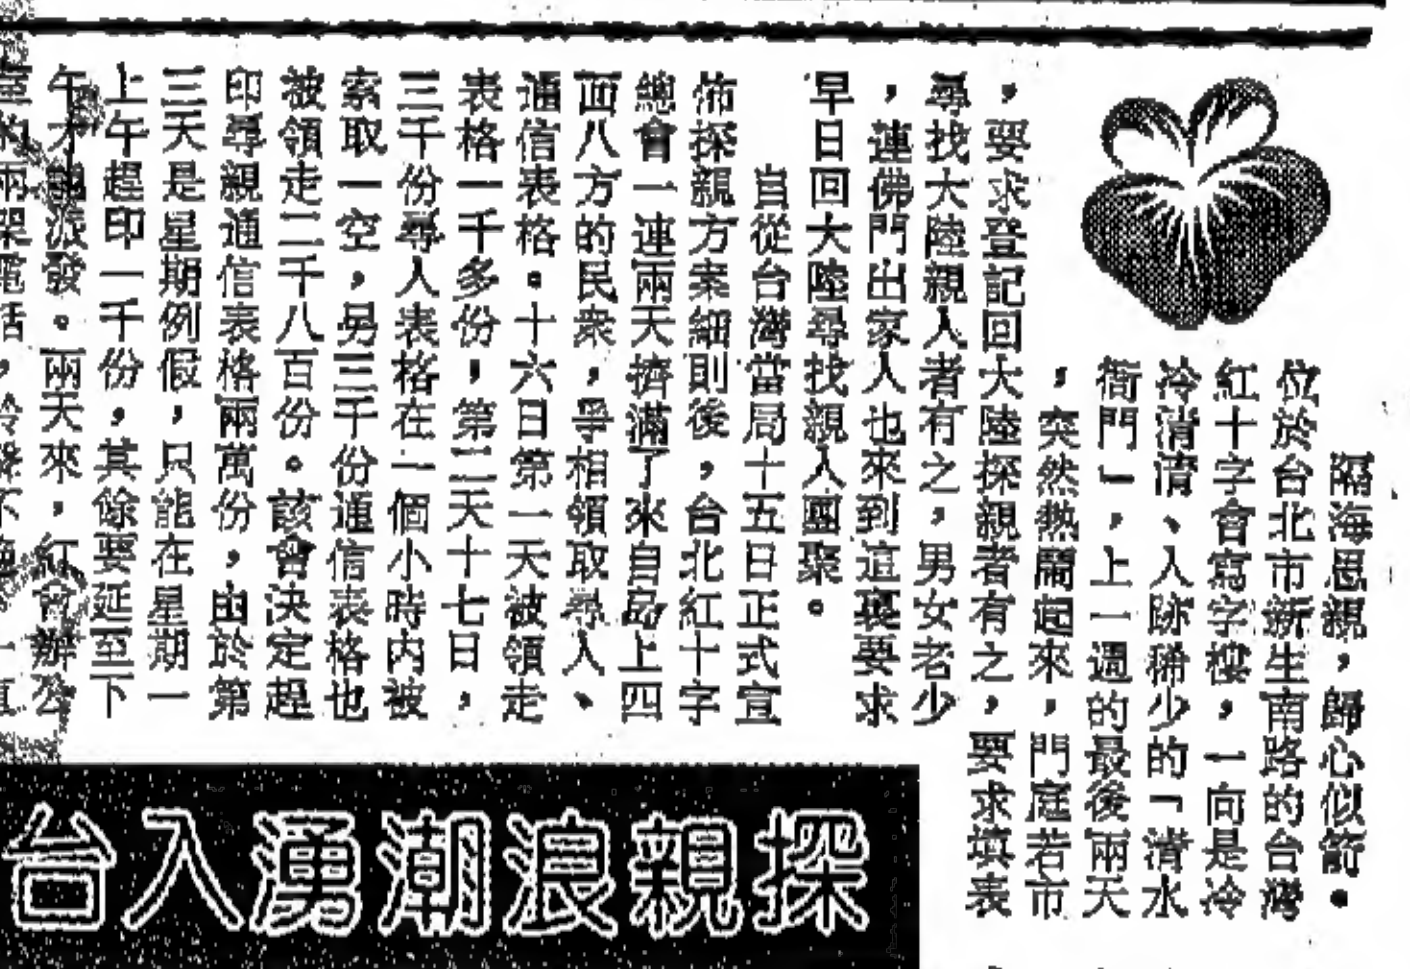 隔海思親，歸心似箭。
位於台北市新生南路的台灣
紅十字會寫字樓，一向是冷
冷清清、人跡稀少的「清水
衙門」，上一週的最後兩天
，突然熱鬧起來，門庭若市
，要求登記回大陸探親者有之，要求填表
尋找大陸親人者有之，男女老少
，連佛門出家人也來到這裏要求
早日回大陸尋找親人團聚。
自從台灣當局十五日正式宣
佈探親方案細則後，台北紅十字
總會一連兩天擠滿了來自島上四
面八方的民衆，爭相領取尋人、
通信表格。十六日第一天被領走
表格一千多份，第二天十七日，
三千份尋人表格在一個小時內被
索取一空，另三千份通信表格也
被領走二千八百份。該會決定趕
印尋親通信表格兩萬份，由於第
三天是星期例假，只能在星期一
上午趕印一千份，其餘要延至下
午才派發。兩天來，紅會辦公
的兩架電話，鈴聲不一直
探親浪潮湧入台